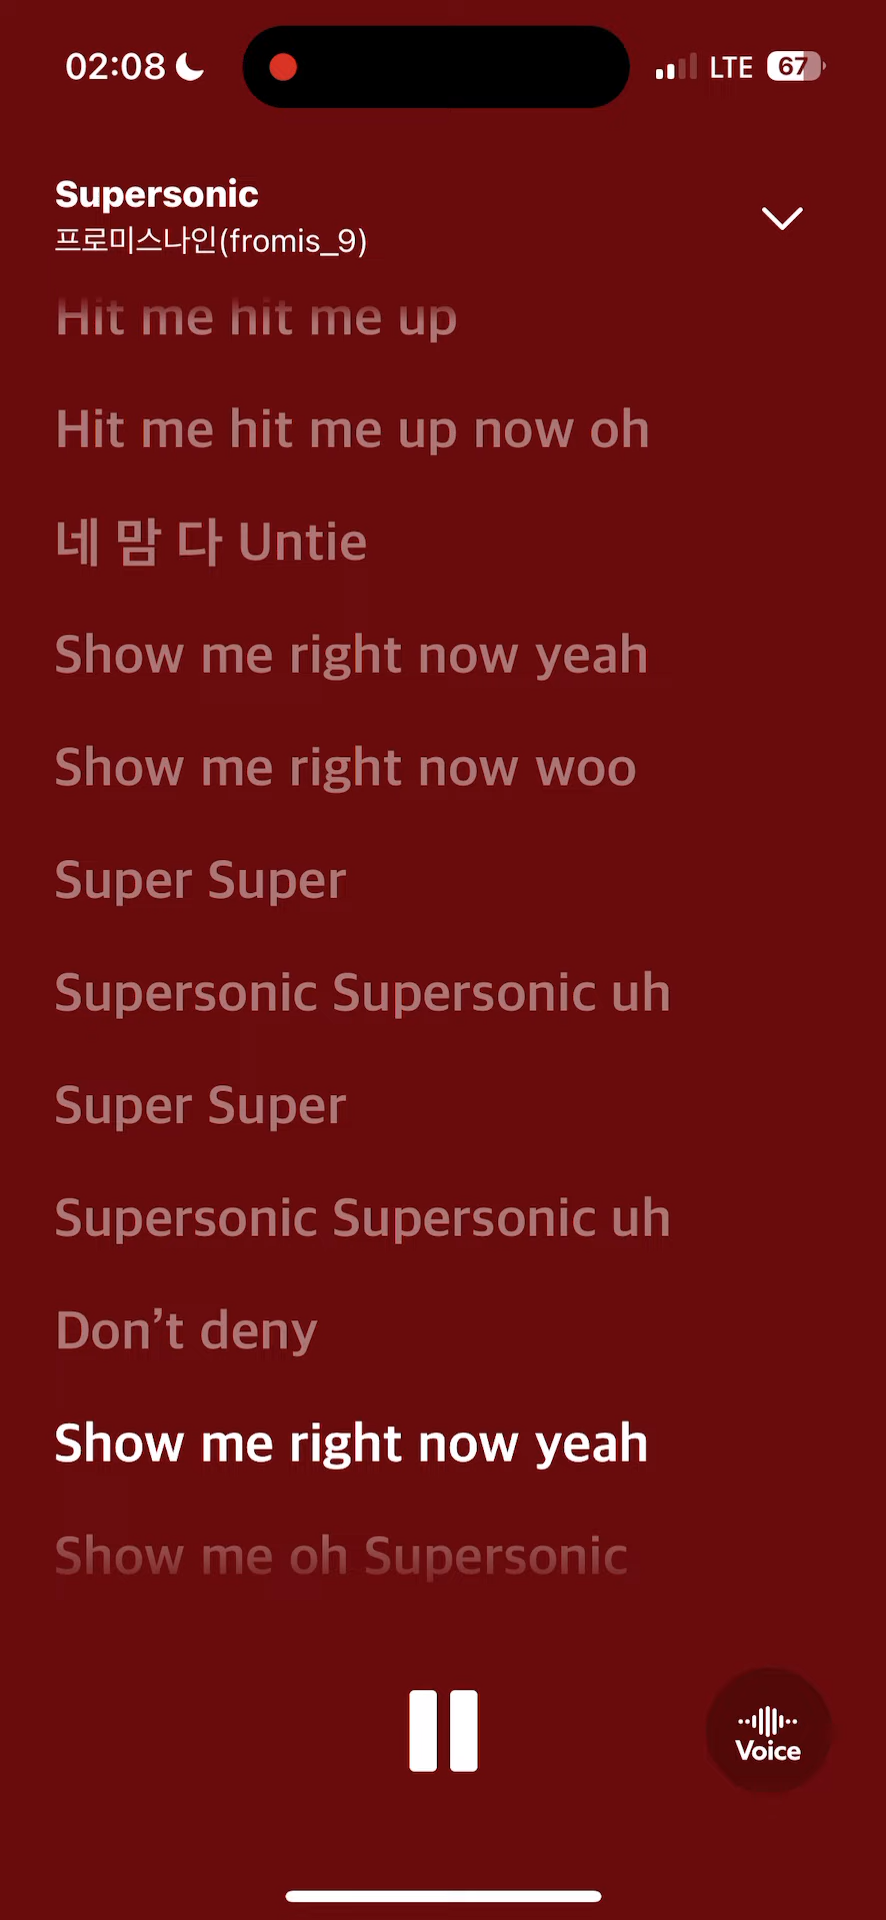 02:08
LTE 67
Supersonic
프로미스나인(fromis_9)
Hit me hit me up
Hit me hit me up now oh
네 맘 다 Untie
Show me right now yeah
Show me right now woo
Super Super
Supersonic Supersonic uh
Super Super
Supersonic Supersonic uh
Don’t deny
Show me right now yeah
Show me oh Supersonic
Voice